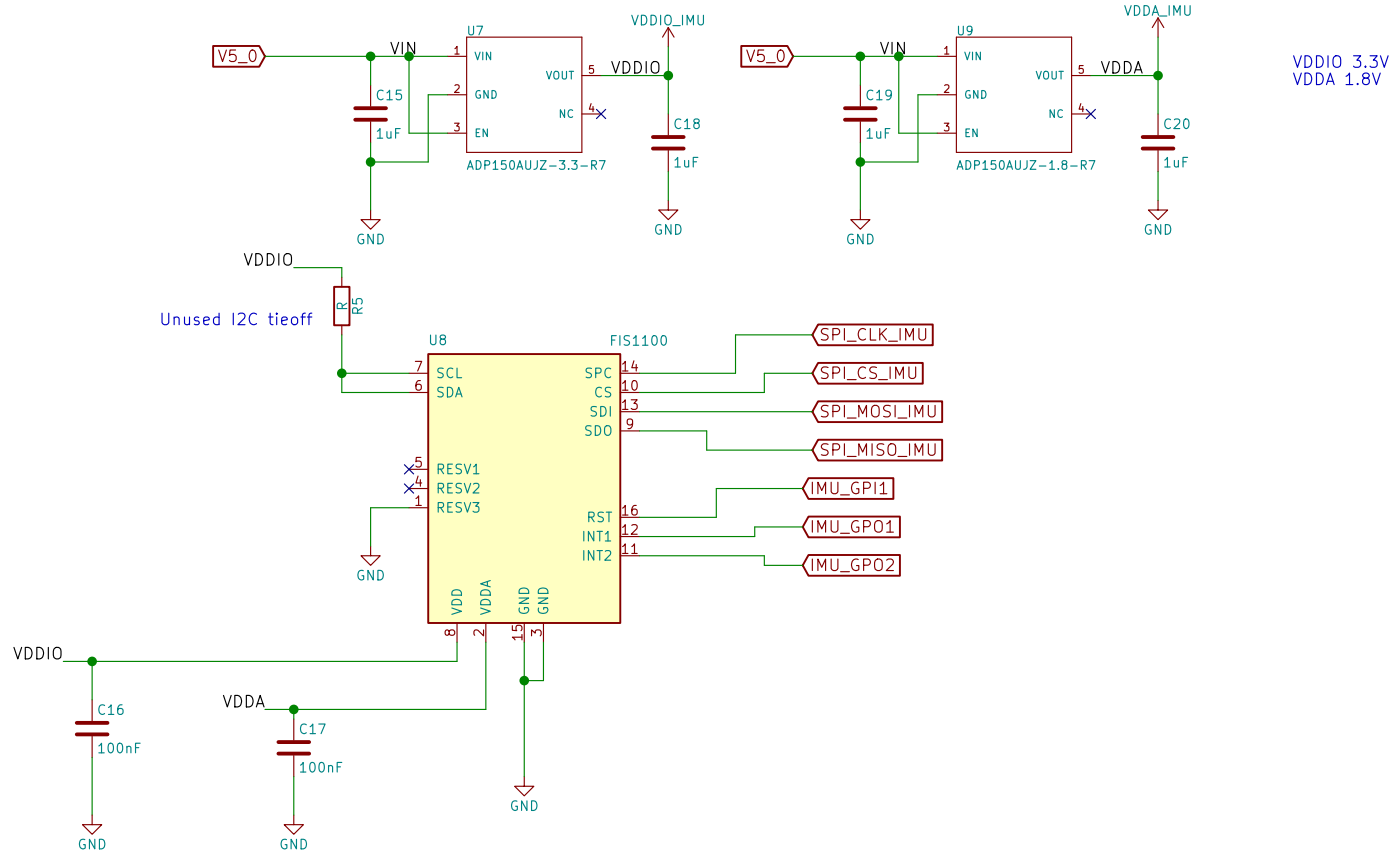 VDDIO_IMU
VDDA_IMU
U7
U9
V5_0
VIN
1
VIN
V5_0
VIN
1
VIN
VDDIO 3.3V
VDDA 1.8V
VOUT
5
VDDIO
VOUT
5
VDDA
C15
2
GND
C19
2
GND
NC
4
NC
4
C18
C20
1uF
3
EN
1uF
3
EN
1uF
1uF
ADP150AUJZ-3.3-R7
ADP150AUJZ-1.8-R7
GND
GND
GND
GND
VDDIO
R
R5
Unused I2C tieoff
U8
FIS1100
SPI_CLK_IMU
7
SCL
SPC
14
SPI_CS_IMU
6
SDA
CS
10
SDI
13
SPI_MOSI_IMU
SDO
9
SPI_MISO_IMU
5
RESV1
4
RESV2
IMU_GPI1
1
RESV3
RST
16
IMU_GPO1
INT1
12
INT2
11
IMU_GPO2
GND
VDD
VDDA
GND
GND
8
2
15
3
VDDIO
VDDA
C16
C17
100nF
100nF
GND
GND
GND